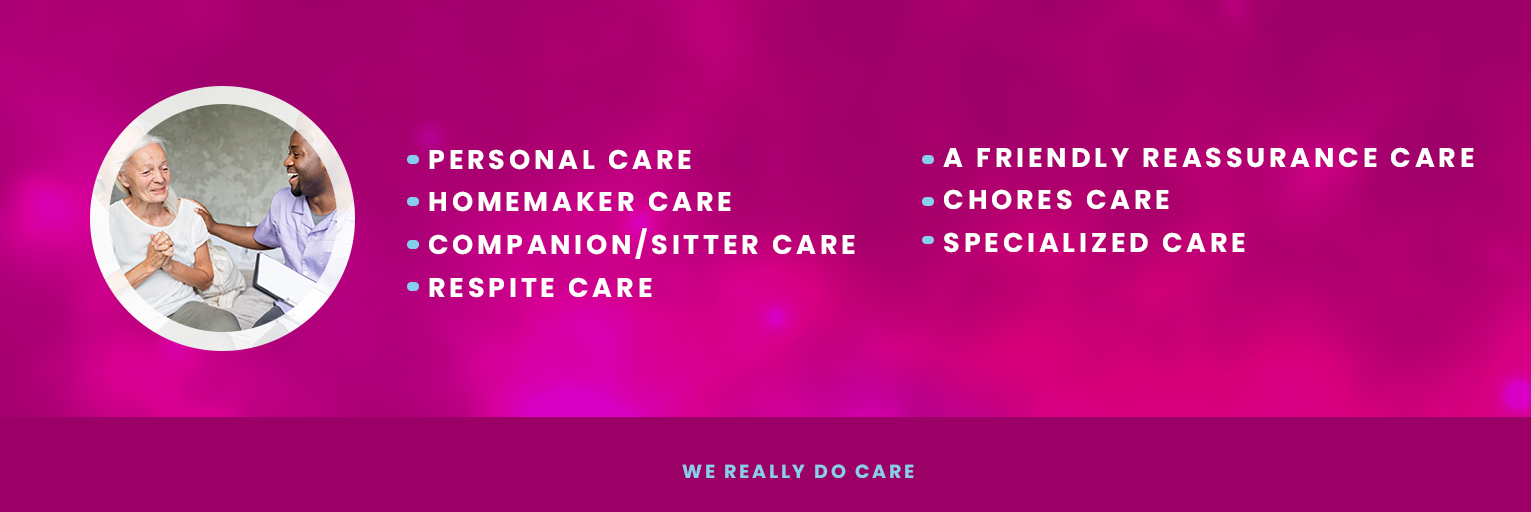 PERSONAL CARE
HOMEMAKER CARE
COMPANION/SITTER CARE
RESPITE CARE
A FRIENDLY REASSURANCE CARE
CHORES CARE
SPECIALIZED CARE
WE REALLY DO CARE